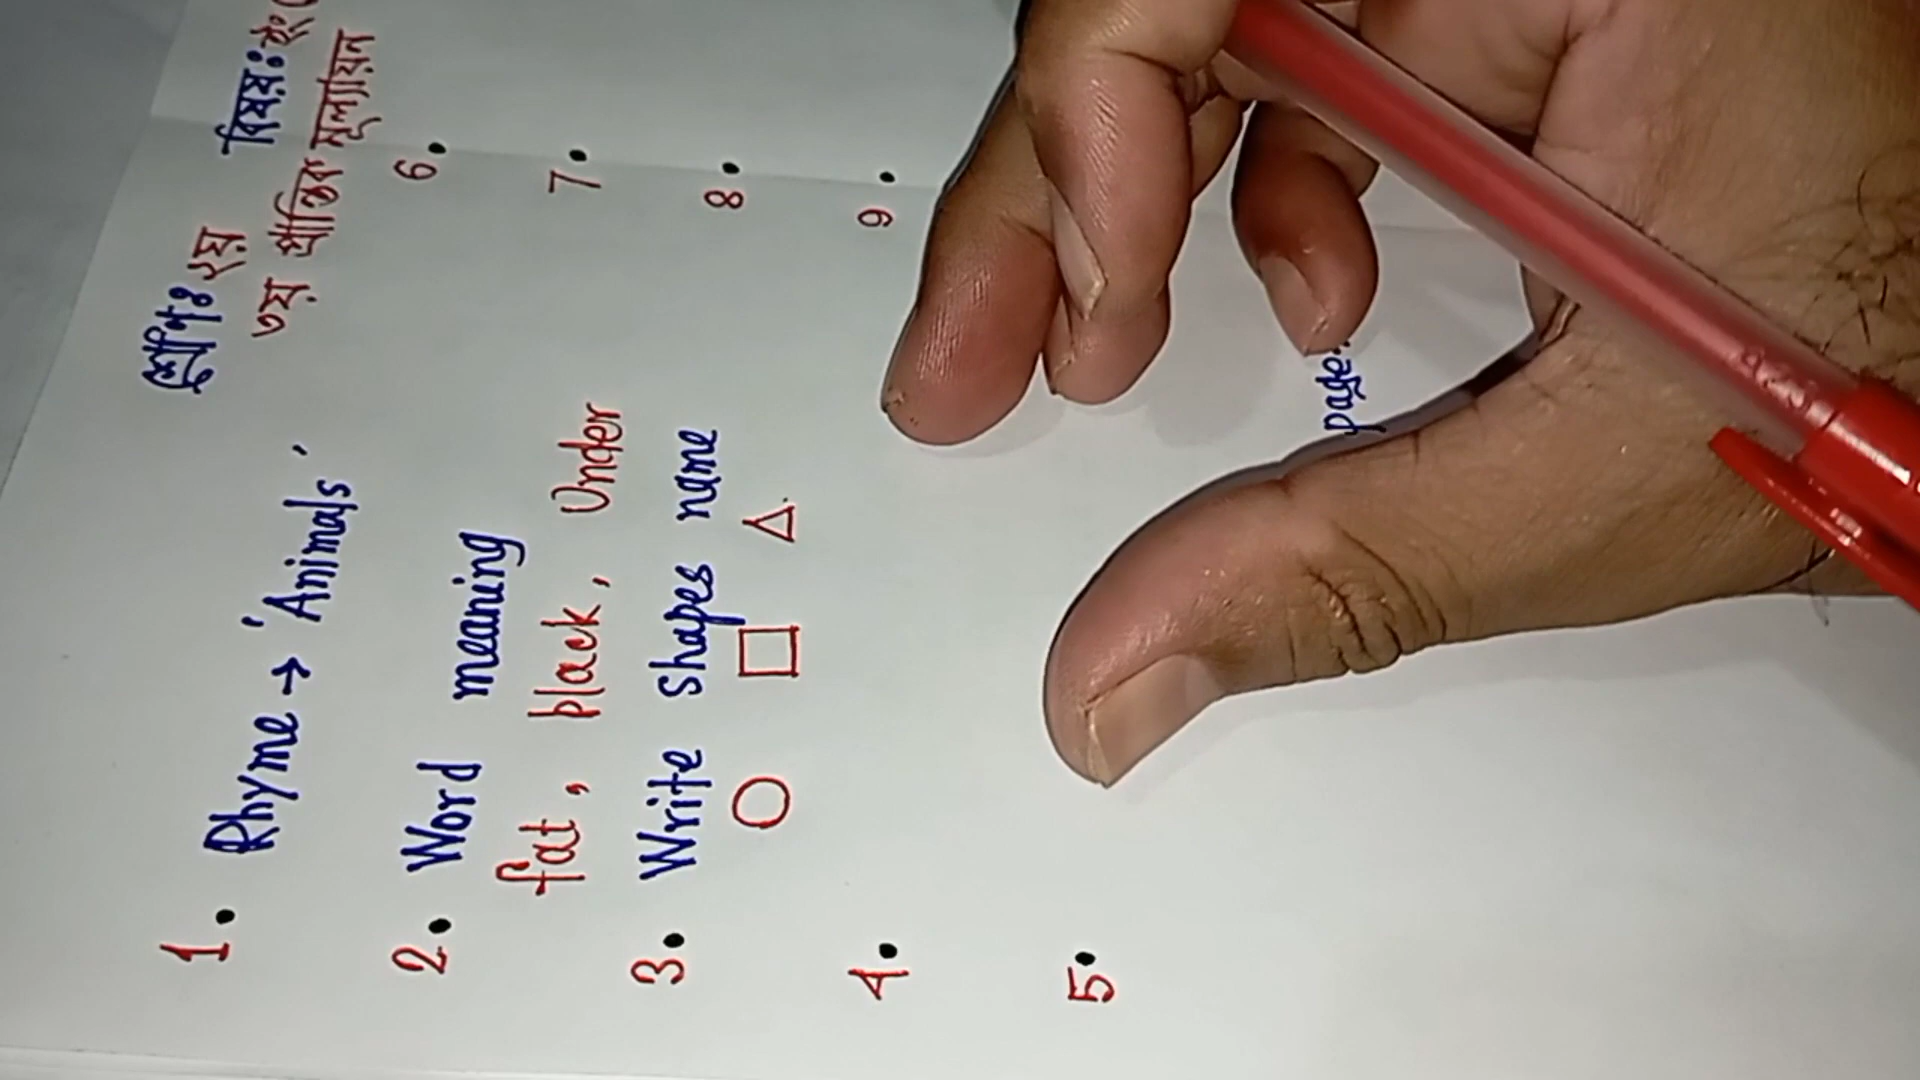 শ্রেণি: ২য় বিষয়ঃ ইং
৩য় প্রান্তিক মূল্যায়ন
1. Rhyme → 'Animals'
2. Word meaning
fat, black, Under
3. Write shapes name
4.
5.
6.
7.
8.
9.
page: